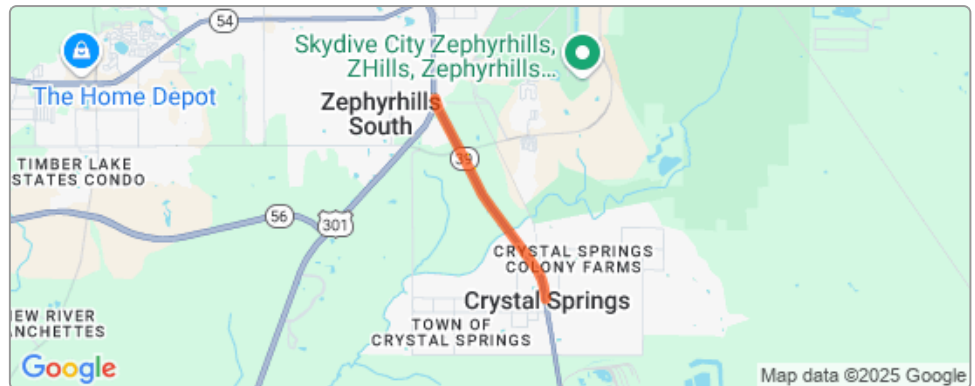 54
Skydive City Zephyrhills,
ZHills, Zephyrhills...
The Home Depot
Zephyrhills
South
39
TIMBER LAKE
STATES CONDO
56
301
CRYSTAL SPRINGS
COLONY FARMS
Crystal Springs
NEW RIVER
ANCHETTES
TOWN OF
CRYSTAL SPRINGS
Google
Map data ©2025 Google